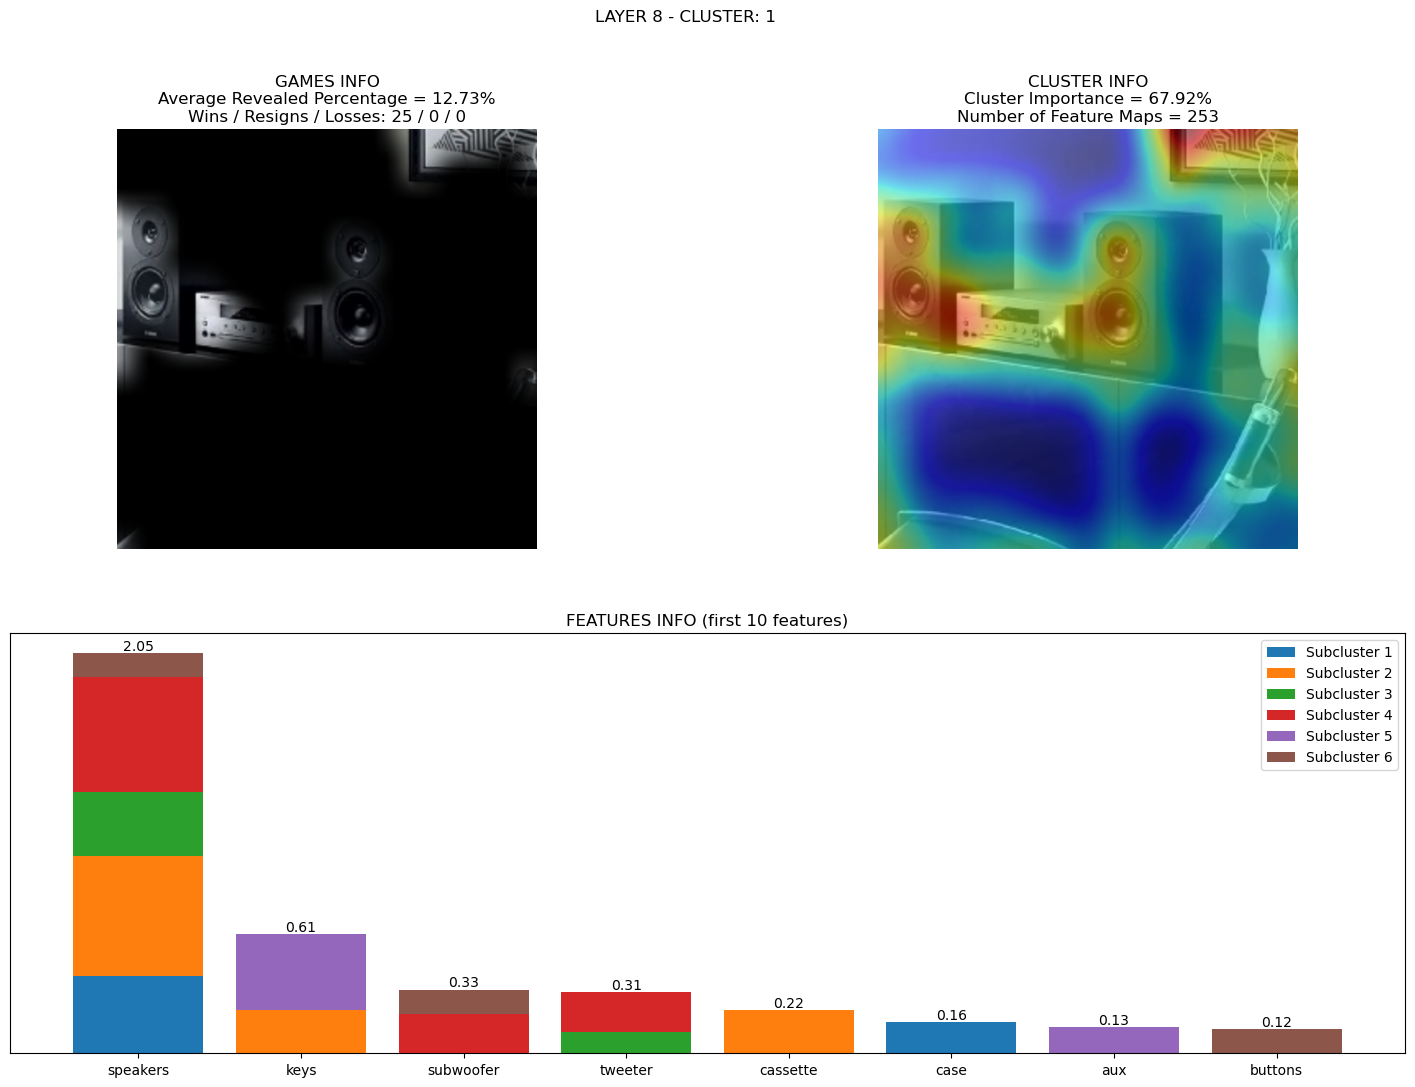 LAYER 8 - CLUSTER: 1
GAMES INFO
Average Revealed Percentage = 12.73%
Wins / Resigns / Losses: 25 / 0 / 0
CLUSTER INFO
Cluster Importance = 67.92%
Number of Feature Maps = 253
FEATURES INFO (first 10 features)
2.05
0.61
0.33
0.31
0.22
0.16
0.13
0.12
Subcluster 1
Subcluster 2
Subcluster 3
Subcluster 4
Subcluster 5
Subcluster 6
speakers
keys
subwoofer
tweeter
cassette
case
aux
buttons